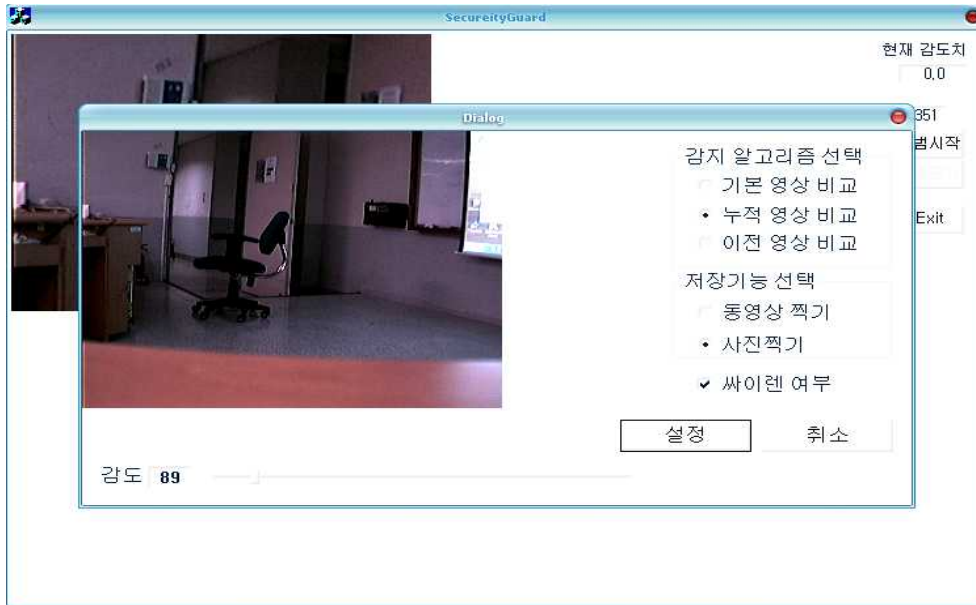 SecureityGuard
현재 감도치
0,0
Dialog
351
범시작
감지 알고리즘 선택
기본 영상 비교
누적 영상 비교
Exit
이전 영상 비교
저장기능 선택
동영상 찍기
사진찍기
싸이렌 여부
설정 취소
감도 89